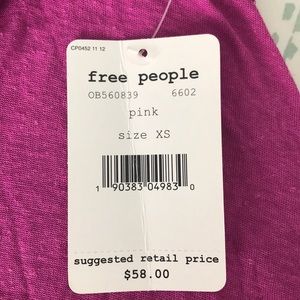 CP0452 11 12
free people
OB560839 6602
pink
size XS
1 90383 04983 0
suggested retail price
$58.00